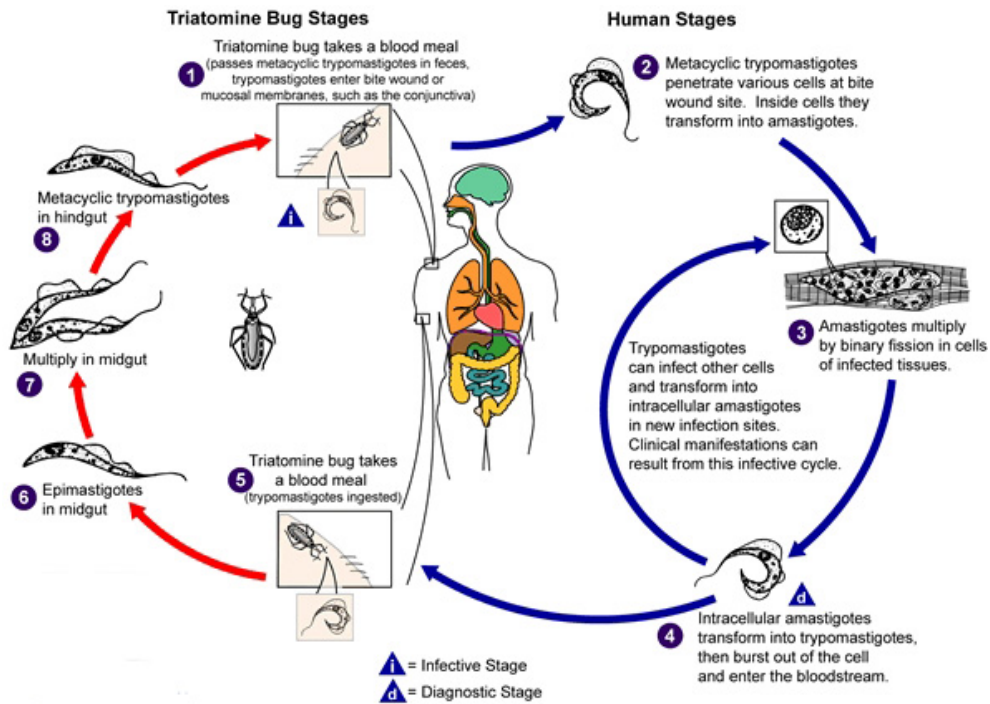 Triatomine Bug Stages
Human Stages
1
Triatomine bug takes a blood meal
(passes metacyclic trypomastigotes in feces,
trypomastigotes enter bite wound or
mucosal membranes, such as the conjunctiva)
i
2
Metacyclic trypomastigotes
penetrate various cells at bite
wound site. Inside cells they
transform into amastigotes.
3
Amastigotes multiply
by binary fission in cells
of infected tissues.
Trypomastigotes
can infect other cells
and transform into
intracellular amastigotes
in new infection sites.
Clinical manifestations can
result from this infective cycle.
d
4
Intracellular amastigotes
transform into trypomastigotes,
then burst out of the cell
and enter the bloodstream.
5
Triatomine bug takes
a blood meal
(trypomastigotes ingested)
6
Epimastigotes
in midgut
Multiply in midgut
7
Metacyclic trypomastigotes
in hindgut
8
i = Infective Stage
d = Diagnostic Stage